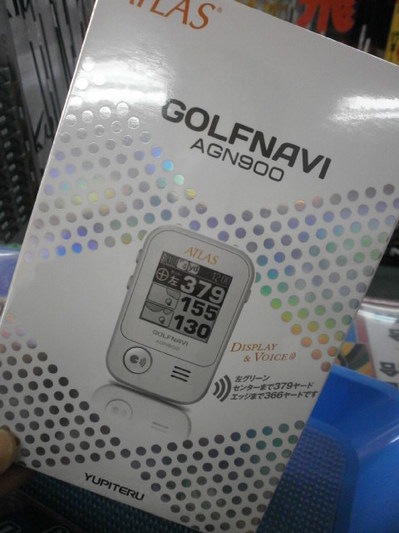 ATLAS
GOLFNAVI
AGN900
ATLAS
左
379
155
130
GOLFNAVI
AGN900
DISPLAY
& VOICE
左グリーン
センターまで379ヤード
エッジまで366ヤードです
YUPITERU